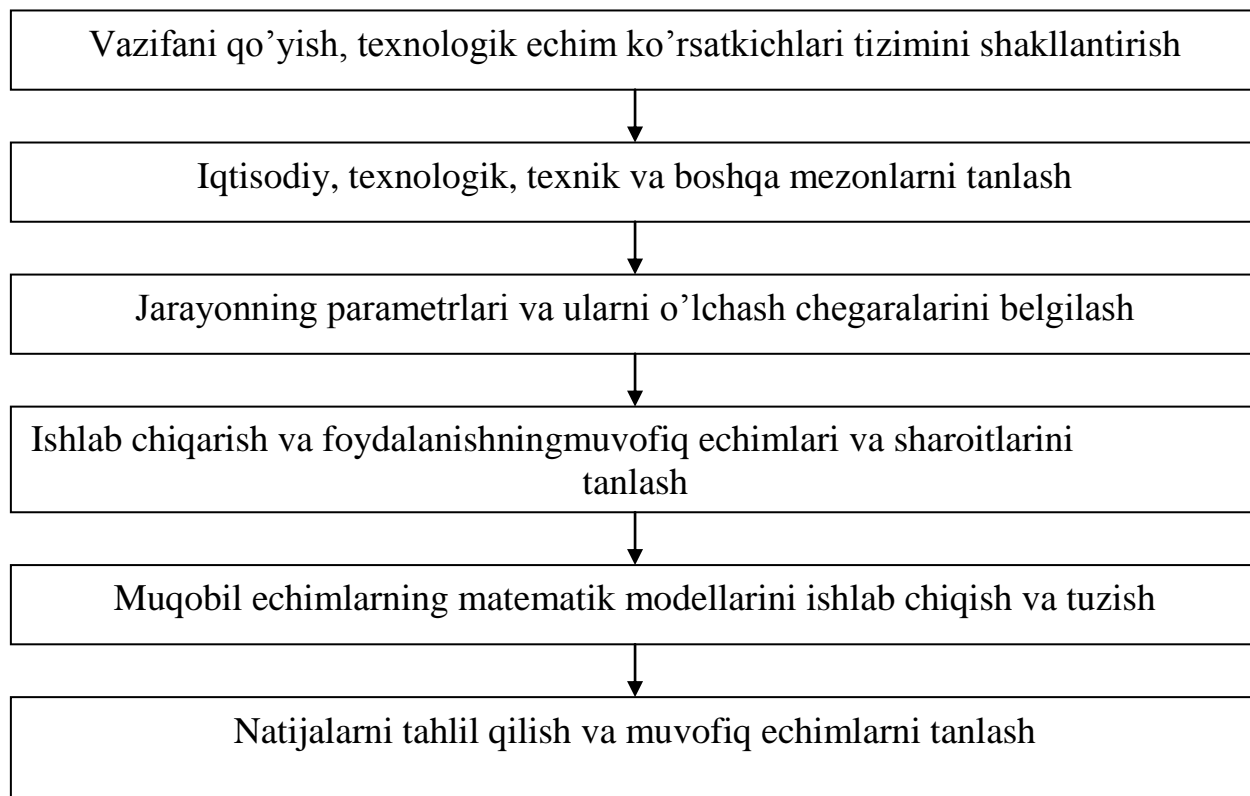 Vazifani qo’yish, texnologik echim ko’rsatkichlari tizimini shakllantirish
Iqtisodiy, texnologik, texnik va boshqa mezonlarni tanlash
Jarayonning parametrlari va ularni o’lchash chegaralarini belgilash
Ishlab chiqarish va foydalanishningmuvofiq echimlari va sharoitlarini
tanlash
Muqobil echimlarning matematik modellarini ishlab chiqish va tuzish
Natijalarni tahlil qilish va muvofiq echimlarni tanlash